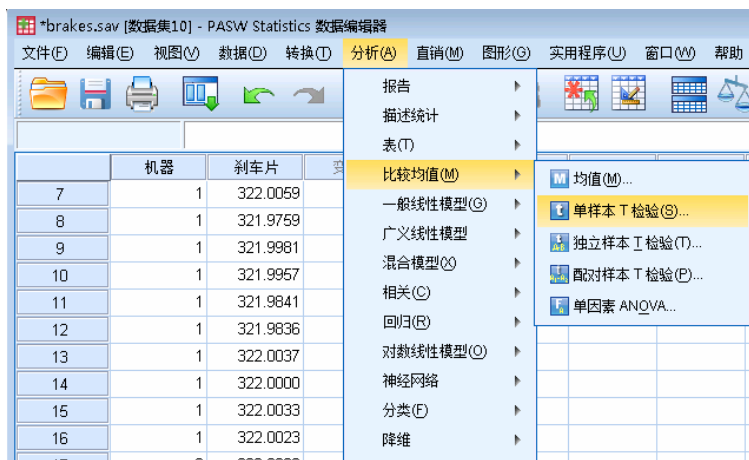 *brakes.sav [数据集10] - PASW Statistics 数据编辑器
文件(F) 编辑(E) 视图(V) 数据(D) 转换(T) 分析(A) 直销(M) 图形(G) 实用程序(U) 窗口(W) 帮助
报告
描述统计
表(T)
比较均值(M)
一般线性模型(G)
广义线性模型
混合模型(X)
相关(C)
回归(R)
对数线性模型(O)
神经网络
分类(F)
降维
均值(M)...
单样本 T 检验(S)...
独立样本 T 检验(T)...
配对样本 T 检验(P)...
单因素 ANOVA...
机器 刹车片
7 1 322.0059
8 1 321.9759
9 1 321.9981
10 1 321.9957
11 1 321.9841
12 1 321.9836
13 1 322.0037
14 1 322.0000
15 1 322.0033
16 1 322.0023